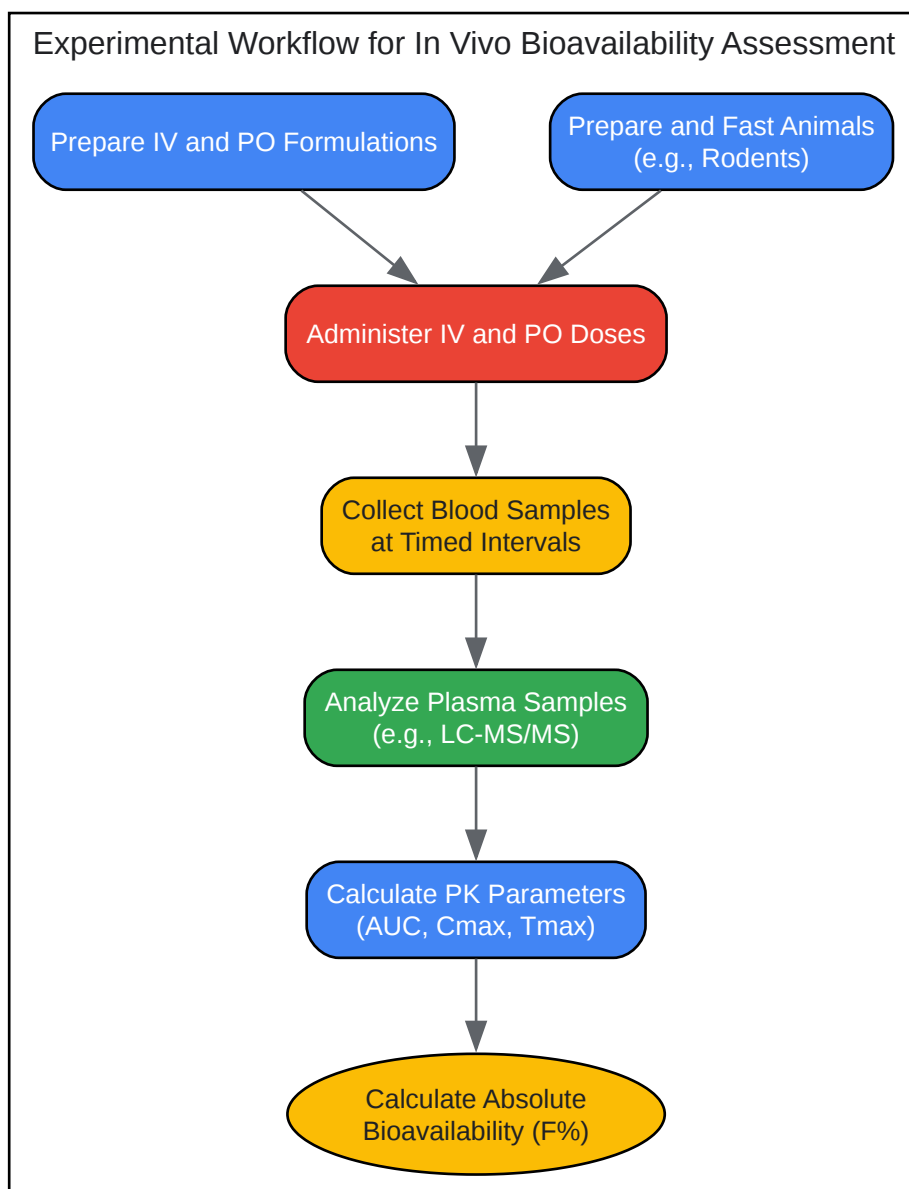 Experimental Workflow for In Vivo Bioavailability Assessment
Prepare IV and PO Formulations
Prepare and Fast Animals
(e.g., Rodents)
Administer IV and PO Doses
Collect Blood Samples
at Timed Intervals
Analyze Plasma Samples
(e.g., LC-MS/MS)
Calculate PK Parameters
(AUC, Cmax, Tmax)
Calculate Absolute
Bioavailability (F%)